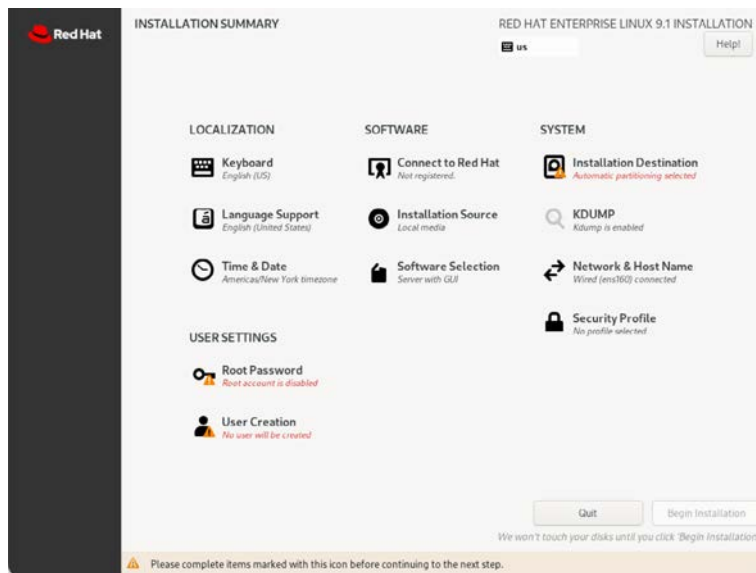 Red Hat
INSTALLATION SUMMARY
RED HAT ENTERPRISE LINUX 9.1 INSTALLATION
us
Help!
LOCALIZATION
Keyboard
English (US)
Language Support
English (United States)
Time & Date
Americas/New York timezone
SOFTWARE
Connect to Red Hat
Not registered.
Installation Source
Local media
Software Selection
Server with GUI
SYSTEM
Installation Destination
Automatic partitioning selected
KDUMP
Kdump is enabled
Network & Host Name
Wired (ens160) connected
Security Profile
No profile selected
USER SETTINGS
Root Password
Root account is disabled
User Creation
No user will be created
Quit
Begin Installation
We won't touch your disks until you click 'Begin Installation
Please complete items marked with this icon before continuing to the next step.